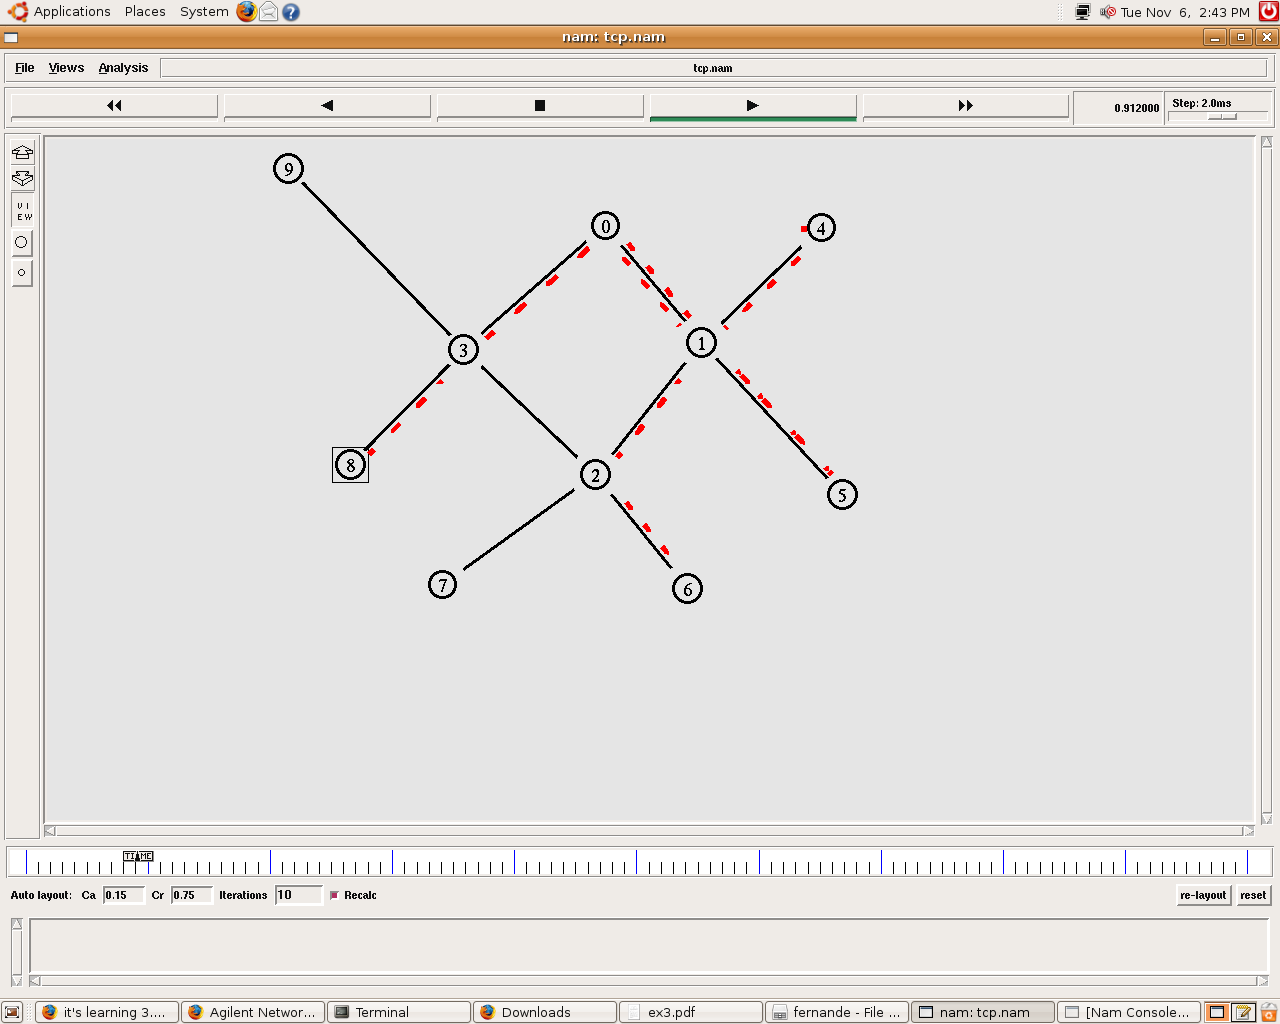 Applications Places System Tue Nov 6, 2:43 PM
nam: tcp.nam
File Views Analysis tcp.nam
0.912000 Step: 2.0ms
VIEW
9
0
4
3
1
8
2
5
7
6
TIME
Auto layout: Ca 0.15 Cr 0.75 Iterations 10 Recalc re-layout reset
it's learning 3.... Agilent Networ... Terminal Downloads ex3.pdf fernande - File ... nam: tcp.nam [Nam Console...